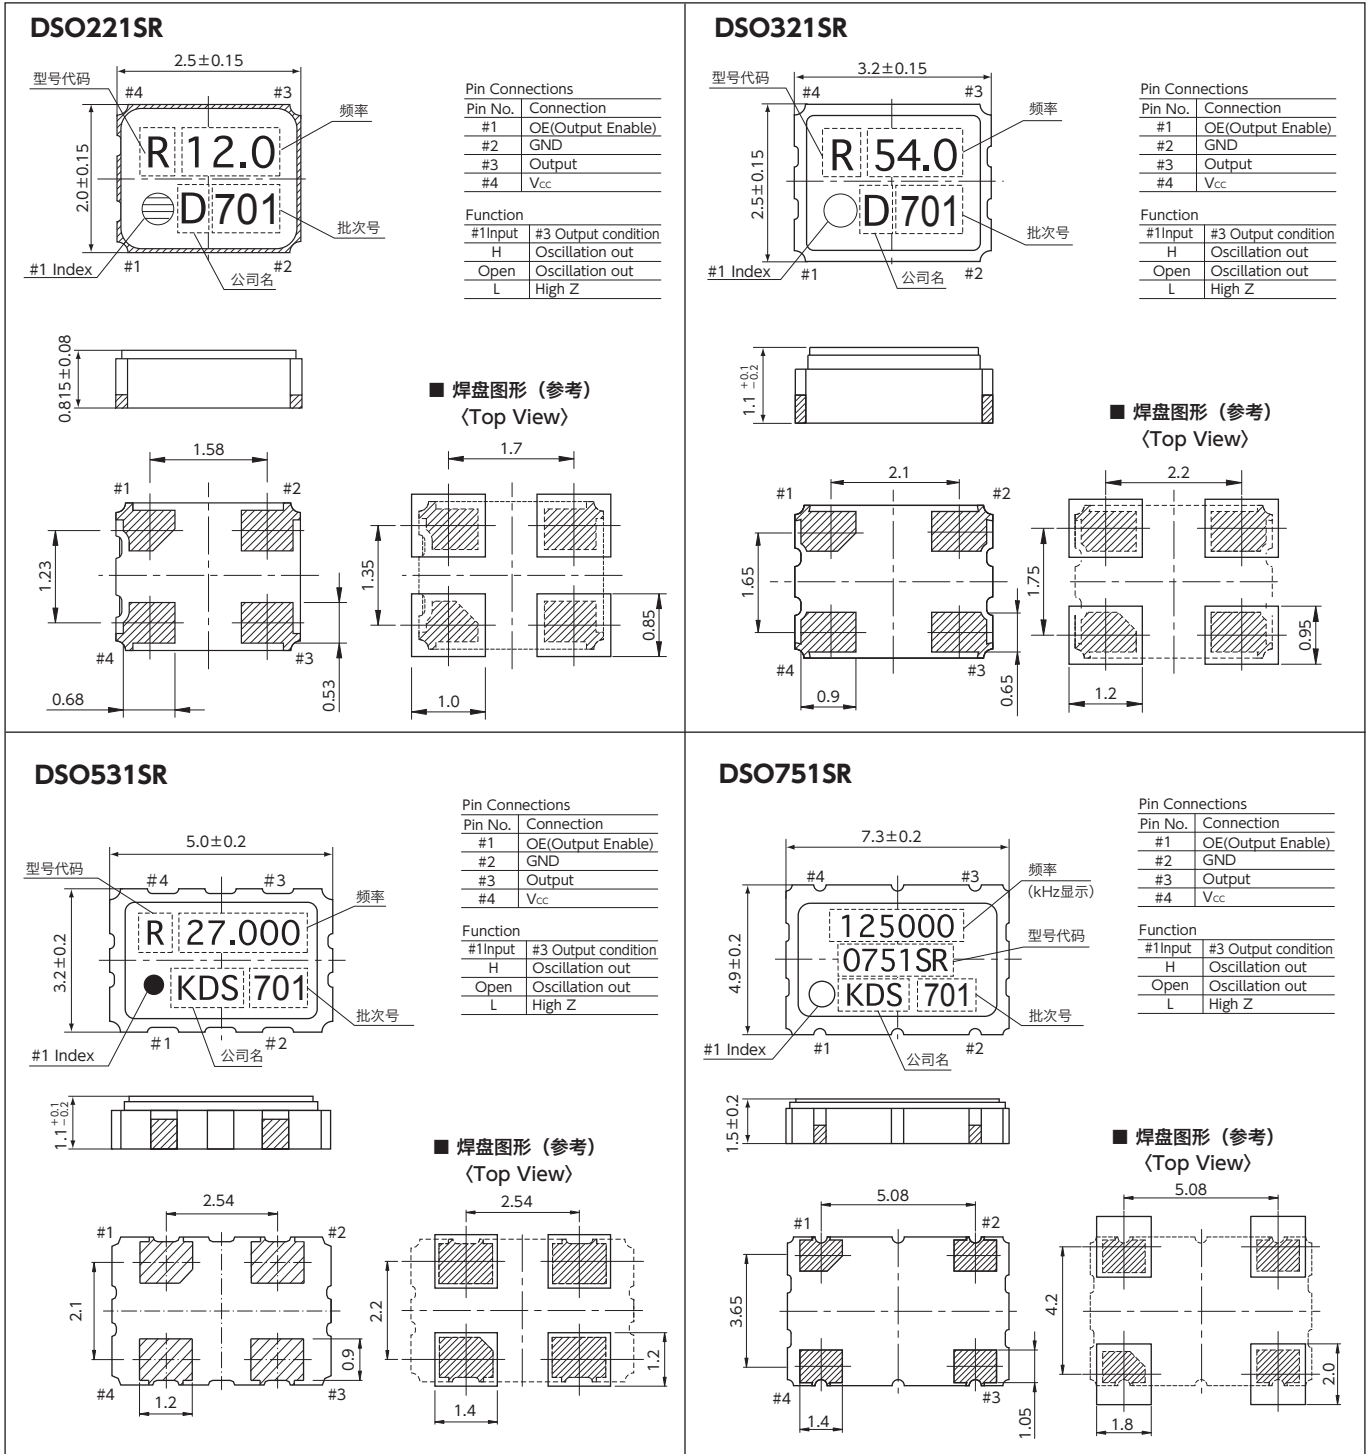 DSO221SR
2.5±0.15
型号代码
#4
#3
频率
R 12.0
2.0±0.15
D 701
批次号
#1 Index
#1
#2
公司名
Pin Connections
Pin No. Connection
#1 OE(Output Enable)
#2 GND
#3 Output
#4 Vcc
Function
#1Input #3 Output condition
H Oscillation out
Open Oscillation out
L High Z
0.815±0.08
■ 焊盘图形（参考）
〈Top View〉
1.58
#1
#2
1.23
#4
#3
0.68
0.53
1.7
1.35
0.85
1.0
DSO321SR
3.2±0.15
型号代码
#4
#3
频率
R 54.0
2.5±0.15
D 701
批次号
#1 Index
#1
#2
公司名
Pin Connections
Pin No. Connection
#1 OE(Output Enable)
#2 GND
#3 Output
#4 Vcc
Function
#1Input #3 Output condition
H Oscillation out
Open Oscillation out
L High Z
1.1 +0.1 -0.2
■ 焊盘图形（参考）
〈Top View〉
2.1
#1
#2
1.65
#4
#3
0.9
0.65
2.2
1.75
0.95
1.2
DSO531SR
5.0±0.2
型号代码
#4
#3
频率
R 27.000
3.2±0.2
KDS 701
批次号
#1 Index
#1
#2
公司名
Pin Connections
Pin No. Connection
#1 OE(Output Enable)
#2 GND
#3 Output
#4 Vcc
Function
#1Input #3 Output condition
H Oscillation out
Open Oscillation out
L High Z
1.1 +0.1 -0.2
■ 焊盘图形（参考）
〈Top View〉
2.54
#1
#2
2.1
#4
#3
1.2
0.9
2.54
2.2
1.2
1.4
DSO751SR
7.3±0.2
#4
#3
频率
（kHz显示）
125000
0751SR
型号代码
4.9±0.2
KDS 701
批次号
#1 Index
#1
#2
公司名
Pin Connections
Pin No. Connection
#1 OE(Output Enable)
#2 GND
#3 Output
#4 Vcc
Function
#1Input #3 Output condition
H Oscillation out
Open Oscillation out
L High Z
1.5±0.2
■ 焊盘图形（参考）
〈Top View〉
5.08
#1
#2
3.65
#4
#3
1.4
1.05
5.08
4.2
2.0
1.8